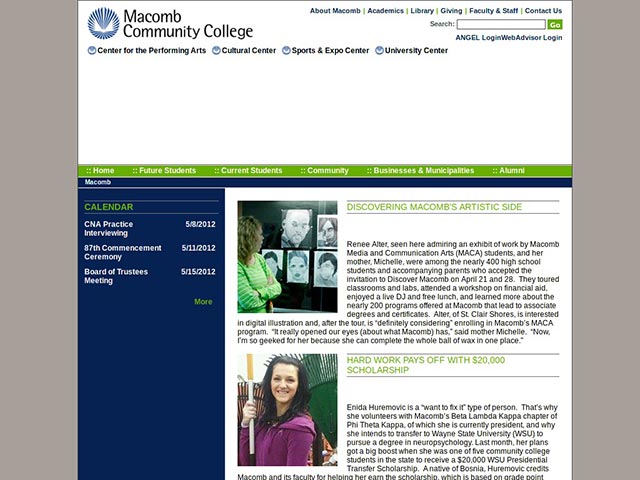 Macomb
Community College
About Macomb | Academics | Library | Giving | Faculty & Staff | Contact Us
Search: Go
ANGEL LoginWebAdvisor Login
Center for the Performing Arts Cultural Center Sports & Expo Center University Center
:: Home :: Future Students :: Current Students :: Community :: Businesses & Municipalities :: Alumni
Macomb
CALENDAR
CNA Practice 5/8/2012
Interviewing
87th Commencement 5/11/2012
Ceremony
Board of Trustees 5/15/2012
Meeting
More
DISCOVERING MACOMB'S ARTISTIC SIDE
Renee Alter, seen here admiring an exhibit of work by Macomb
Media and Communication Arts (MACA) students, and her
mother, Michelle, were among the nearly 400 high school
students and accompanying parents who accepted the
invitation to Discover Macomb on April 21 and 28. They toured
classrooms and labs, attended a workshop on financial aid,
enjoyed a live DJ and free lunch, and learned more about the
nearly 200 programs offered at Macomb that lead to associate
degrees and certificates. Alter, of St. Clair Shores, is interested
in digital illustration and, after the tour, is "definitely considering" enrolling in Macomb's MACA
program. "It really opened our eyes (about what Macomb) has," said mother Michelle. "Now,
I'm so geeked for her because she can complete the whole ball of wax in one place."
HARD WORK PAYS OFF WITH $20,000
SCHOLARSHIP
Enida Huremovic is a "want to fix it" type of person. That's why
she volunteers with Macomb's Beta Lambda Kappa chapter of
Phi Theta Kappa, of which she is currently president, and why
she intends to transfer to Wayne State University (WSU) to
pursue a degree in neuropsychology. Last month, her plans
got a big boost when she was one of five community college
students in the state to receive a $20,000 WSU Presidential
Transfer Scholarship. A native of Bosnia, Huremovic credits
Macomb and its faculty for helping her earn the scholarship, which is based on grade point